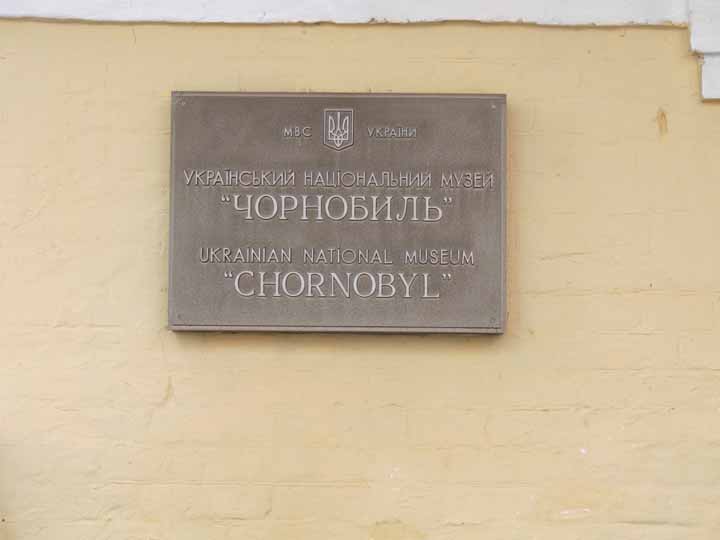 МВС УКРАЇНИ
УКРАЇНСЬКИЙ НАЦІОНАЛЬНИЙ МУЗЕЙ
“ЧОРНОБИЛЬ”
UKRAINIAN NATIONAL MUSEUM
“CHORNOBYL”